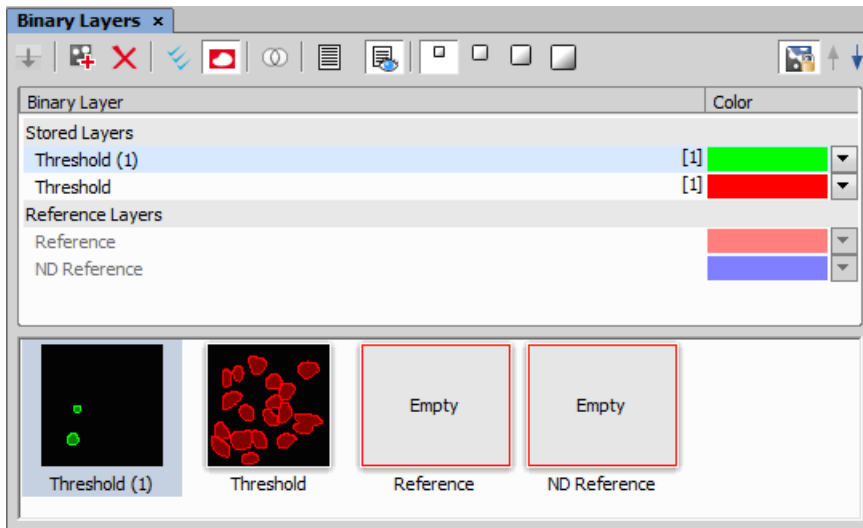 Binary Layers ×
Binary Layer Color
Stored Layers
Threshold (1) [1]
Threshold [1]
Reference Layers
Reference
ND Reference
Empty Empty
Threshold (1) Threshold Reference ND Reference